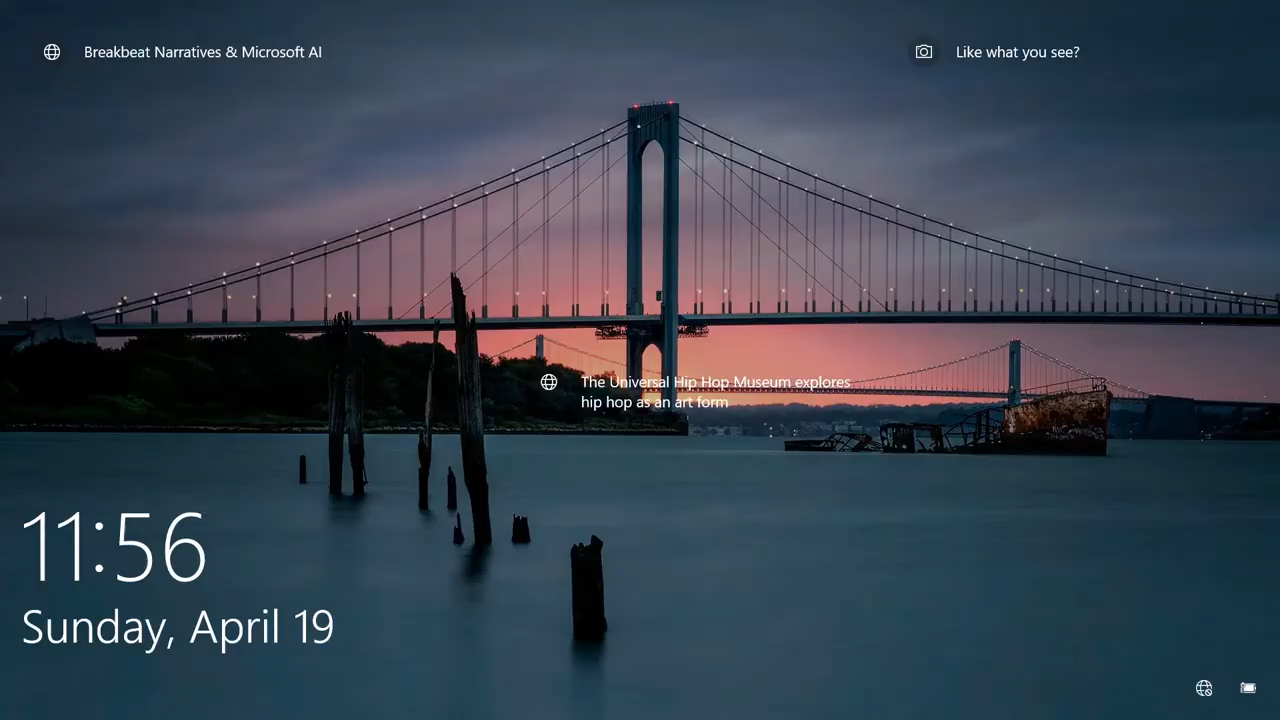 Breakbeat Narratives & Microsoft AI
Like what you see?
The Universal Hip Hop Museum explores
hip hop as an art form
11:56
Sunday, April 19